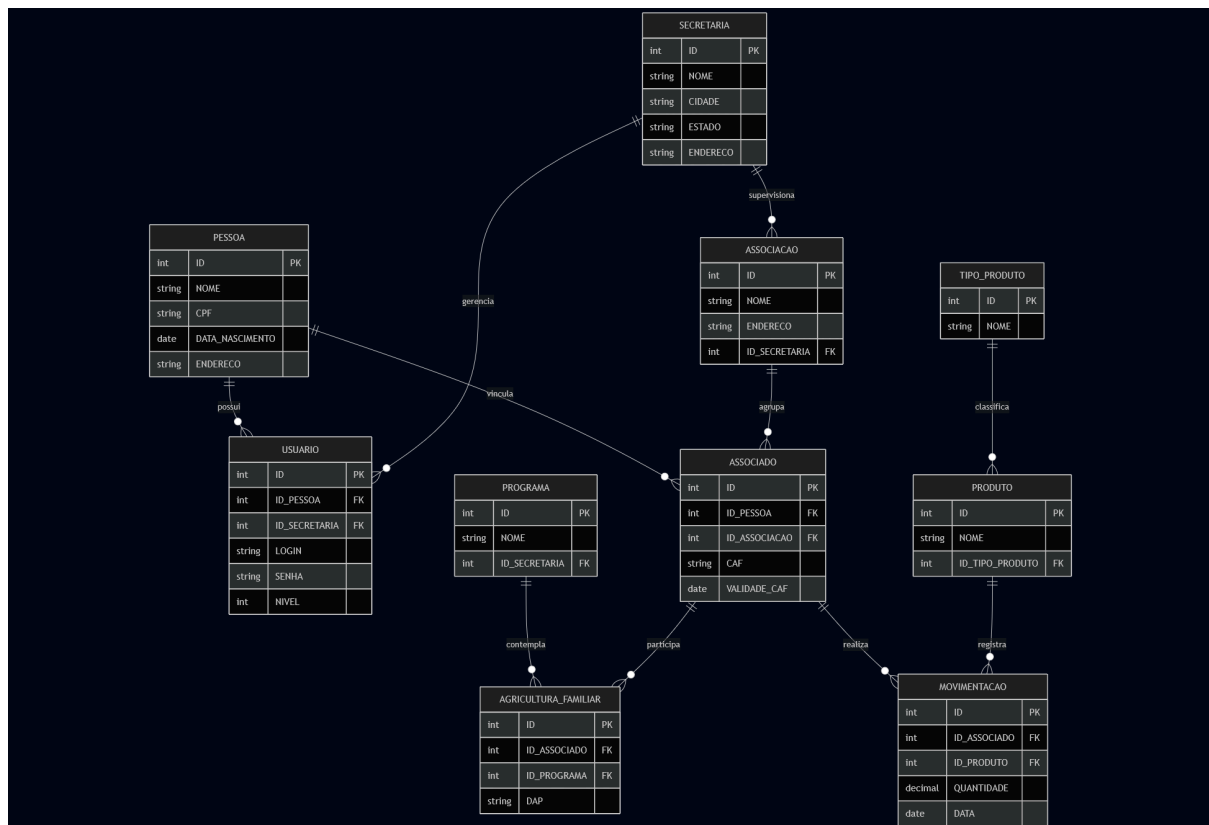 SECRETARIA
int ID PK
string NOME
string CIDADE
string ESTADO
string ENDERECO
supervisiona
gerencia
PESSOA
int ID PK
string NOME
string CPF
date DATA_NASCIMENTO
string ENDERECO
ASSOCIACAO
int ID PK
string NOME
string ENDERECO
int ID_SECRETARIA FK
TIPO_PRODUTO
int ID PK
string NOME
possui
vincula
agrupa
classifica
USUARIO
int ID PK
int ID_PESSOA FK
int ID_SECRETARIA FK
string LOGIN
string SENHA
int NIVEL
PROGRAMA
int ID PK
string NOME
int ID_SECRETARIA FK
ASSOCIADO
int ID PK
int ID_PESSOA FK
int ID_ASSOCIACAO FK
string CAF
date VALIDADE_CAF
PRODUTO
int ID PK
string NOME
int ID_TIPO_PRODUTO FK
contempla
participa
realiza
registra
AGRICULTURA_FAMILIAR
int ID PK
int ID_ASSOCIADO FK
int ID_PROGRAMA FK
string DAP
MOVIMENTACAO
int ID PK
int ID_ASSOCIADO FK
int ID_PRODUTO FK
decimal QUANTIDADE
date DATA